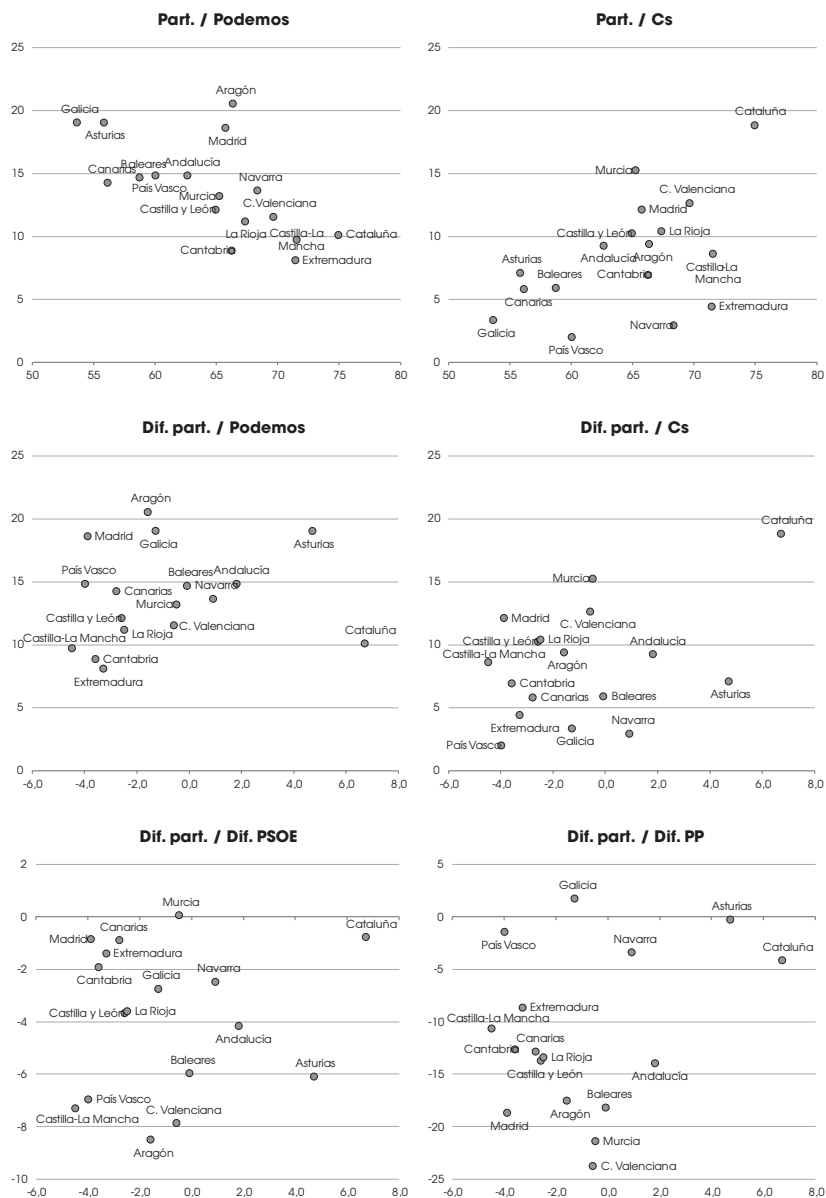 Part. / Podemos
25
20
15
10
5
0
50 55 60 65 70 75 80
Aragón
Galicia
Asturias
Madrid
Baleares Andalucía
Canarias
País Vasco
Navarra
Murcia
C.Valenciana
Castilla y León
La Rioja Castilla-La
Mancha
Cataluña
Cantabria
Extremadura
Part. / Cs
25
20
15
10
5
0
50 55 60 65 70 75 80
Cataluña
Murcia
C. Valenciana
Madrid
Castilla y León
La Rioja
Andalucía
Aragón
Asturias
Baleares
Cantabria
Castilla-La
Mancha
Canarias
Extremadura
Galicia
Navarra
País Vasco
Dif. part. / Podemos
25
20
15
10
5
0
-6,0 -4,0 -2,0 0,0 2,0 4,0 6,0 8,0
Aragón
Madrid
Galicia
Asturias
País Vasco
Baleares Andalucía
Canarias
Navarra
Murcia
Castilla y León
La Rioja
C. Valenciana
Cataluña
Castilla-La Mancha
Cantabria
Extremadura
Dif. part. / Cs
25
20
15
10
5
0
-6,0 -4,0 -2,0 0,0 2,0 4,0 6,0 8,0
Cataluña
Murcia
Madrid
C. Valenciana
Castilla y León
La Rioja
Andalucía
Castilla-La Mancha
Aragón
Cantabria
Canarias
Baleares
Asturias
Extremadura
Navarra
Galicia
País Vasco
Dif. part. / Dif. PSOE
2
0
-2
-4
-6
-8
-10
-6,0 -4,0 -2,0 0,0 2,0 4,0 6,0 8,0
Murcia
Cataluña
Madrid
Canarias
Extremadura
Cantabria
Galicia
Navarra
Castilla y León
La Rioja
Andalucía
Baleares
Asturias
País Vasco
Castilla-La Mancha
C. Valenciana
Aragón
Dif. part. / Dif. PP
5
0
-5
-10
-15
-20
-25
-6,0 -4,0 -2,0 0,0 2,0 4,0 6,0 8,0
Galicia
Asturias
País Vasco
Navarra
Cataluña
Extremadura
Castilla-La Mancha
Canarias
Cantabria
La Rioja
Castilla y León
Andalucía
Baleares
Aragón
Madrid
Murcia
C. Valenciana